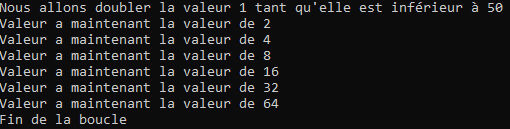 Nous allons doubler la valeur 1 tant qu'elle est inférieur à 50
Valeur a maintenant la valeur de 2
Valeur a maintenant la valeur de 4
Valeur a maintenant la valeur de 8
Valeur a maintenant la valeur de 16
Valeur a maintenant la valeur de 32
Valeur a maintenant la valeur de 64
Fin de la boucle